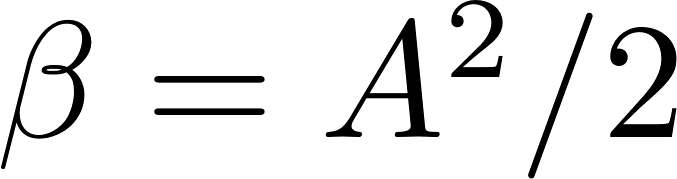 β = A²/2